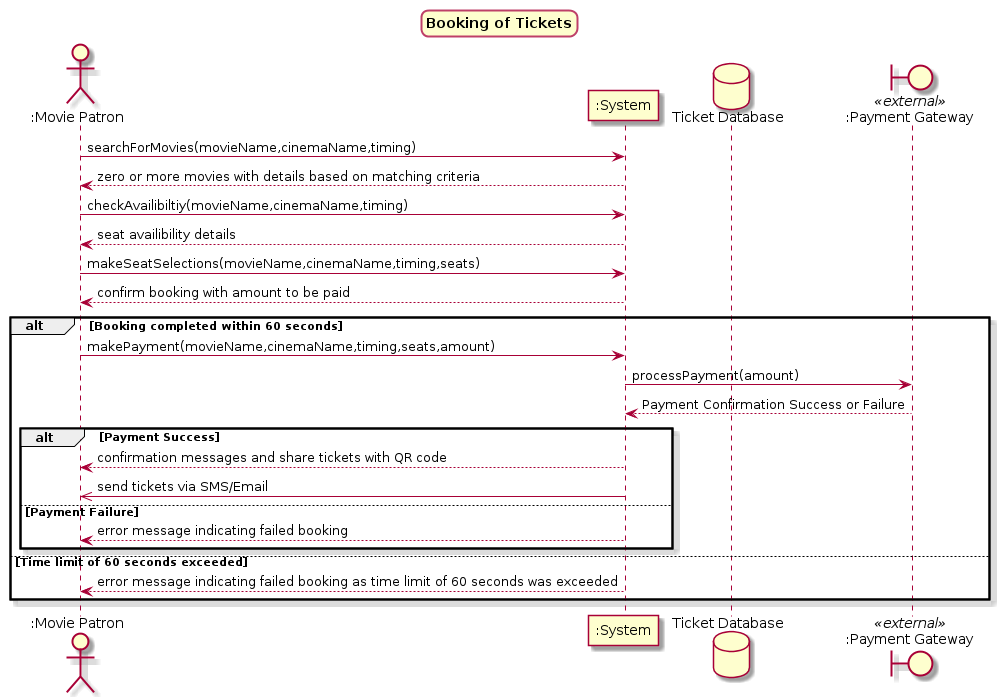 Booking of Tickets
:Movie Patron
:System
Ticket Database
«external»
:Payment Gateway
searchForMovies(movieName,cinemaName,timing)
zero or more movies with details based on matching criteria
checkAvailibiltiy(movieName,cinemaName,timing)
seat availibility details
makeSeatSelections(movieName,cinemaName,timing,seats)
confirm booking with amount to be paid
alt [Booking completed within 60 seconds]
makePayment(movieName,cinemaName,timing,seats,amount)
processPayment(amount)
Payment Confirmation Success or Failure
alt [Payment Success]
confirmation messages and share tickets with QR code
send tickets via SMS/Email
[Payment Failure]
error message indicating failed booking
[Time limit of 60 seconds exceeded]
error message indicating failed booking as time limit of 60 seconds was exceeded
:Movie Patron
:System
Ticket Database
«external»
:Payment Gateway